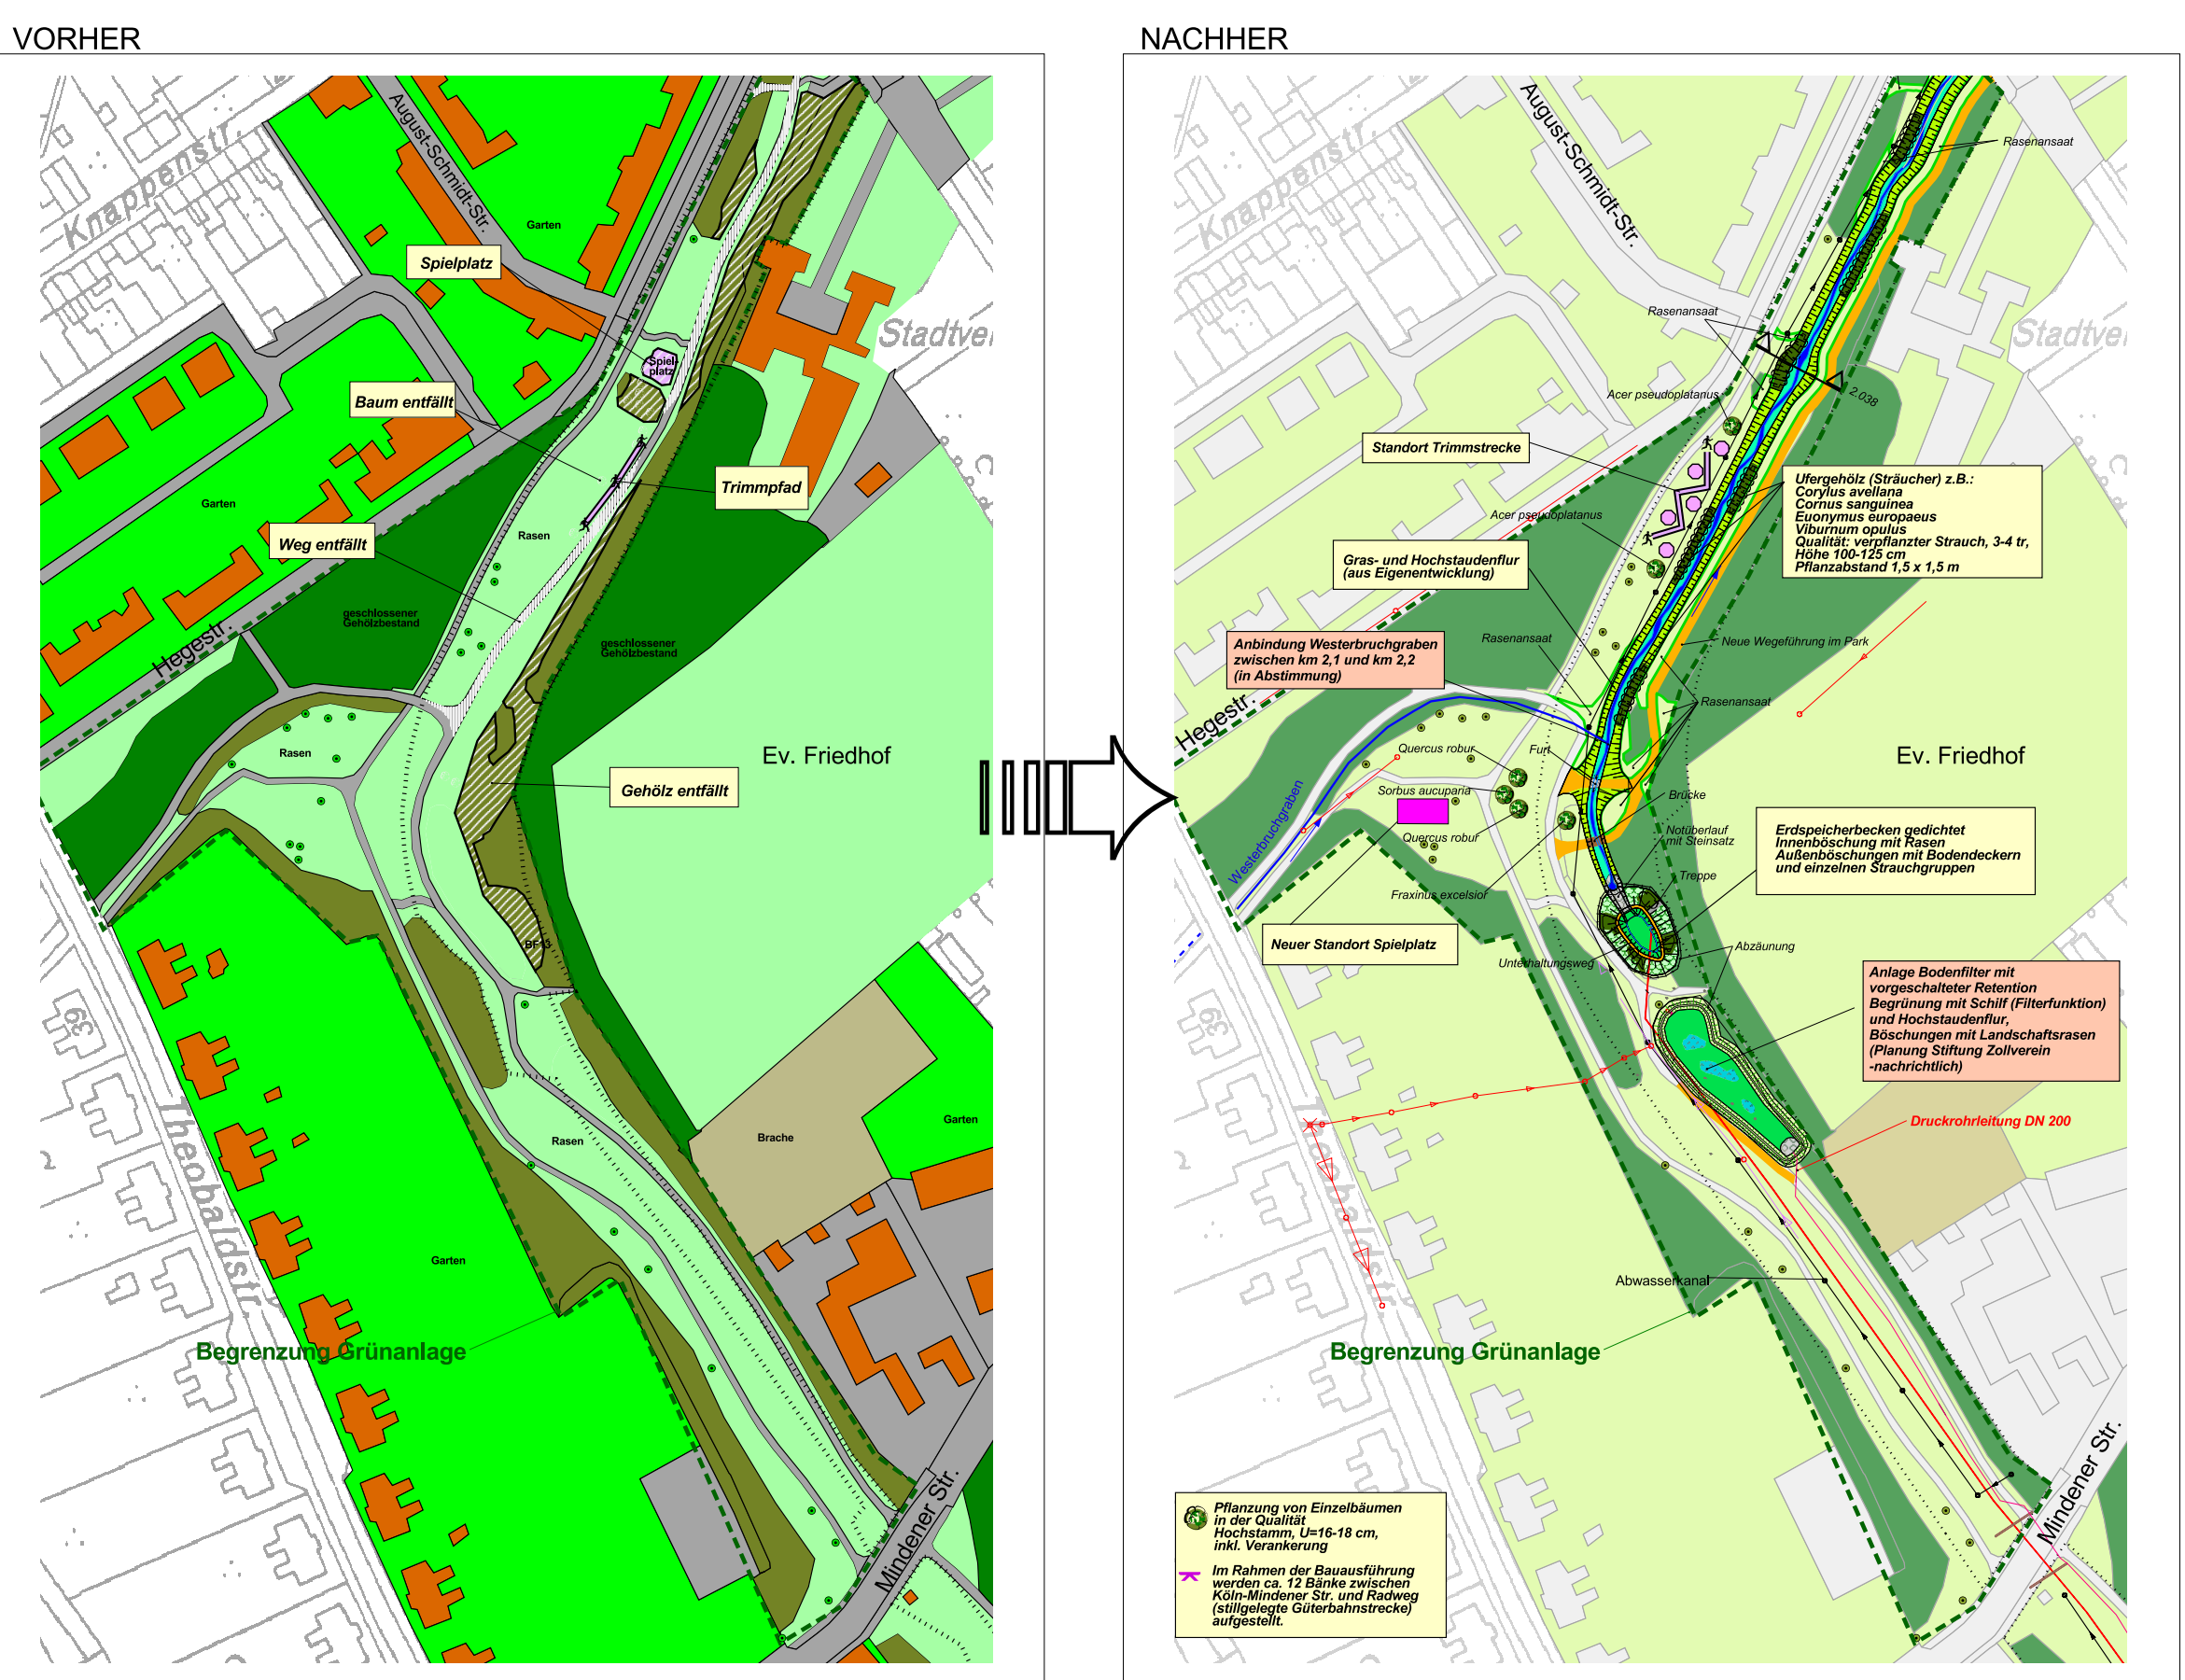 VORHER
Knappenstr.
August-Schmidt-Str.
Garten
Spielplatz
Stadtver
Spiel-
platz
Baum entfällt
Trimmpfad
Garten
Rasen
Weg entfällt
geschlossener
Gehölzbestand
geschlossener
Gehölzbestand
Hegestr.
Rasen
Ev. Friedhof
Gehölz entfällt
BF13
39
Theobaldstr.
Rasen
Brache
Garten
Garten
Begrenzung Grünanlage
Mindener Str.
NACHHER
Knappenstr.
August-Schmidt-Str.
Rasenansaat
Rasenansaat
Stadtver
Acer pseudoplatanus
2.038
Standort Trimmstrecke
Acer pseudoplatanus
Ufergehölz (Sträucher) z.B.:
Corylus avellana
Cornus sanguinea
Euonymus europaeus
Viburnum opulus
Qualität: verpflanzter Strauch, 3-4 tr,
Höhe 100-125 cm
Pflanzabstand 1,5 x 1,5 m
Gras- und Hochstaudenflur
(aus Eigenentwicklung)
Rasenansaat
Anbindung Westerbruchgraben
zwischen km 2,1 und km 2,2
(in Abstimmung)
Neue Wegeführung im Park
Rasenansaat
Hegestr.
Quercus robur
Furt
Ev. Friedhof
Sorbus aucuparia
Brücke
Westerbruchgraben
Quercus robur
Notüberlauf
mit Steinsatz
Erdspeicherbecken gedichtet
Innenböschung mit Rasen
Außenböschungen mit Bodendeckern
und einzelnen Strauchgruppen
Treppe
Fraxinus excelsior
Neuer Standort Spielplatz
Abzäunung
Unterhaltungsweg
Anlage Bodenfilter mit
vorgeschalteter Retention
Begrünung mit Schilf (Filterfunktion)
und Hochstaudenflur,
Böschungen mit Landschaftsrasen
(Planung Stiftung Zollverein
-nachrichtlich)
39
Theobaldstr.
Druckrohrleitung DN 200
Abwasserkanal
Begrenzung Grünanlage
Mindener Str.
Pflanzung von Einzelbäumen
in der Qualität
Hochstamm, U=16-18 cm,
inkl. Verankerung
Im Rahmen der Bauausführung
werden ca. 12 Bänke zwischen
Köln-Mindener Str. und Radweg
(stillgelegte Güterbahnstrecke)
aufgestellt.